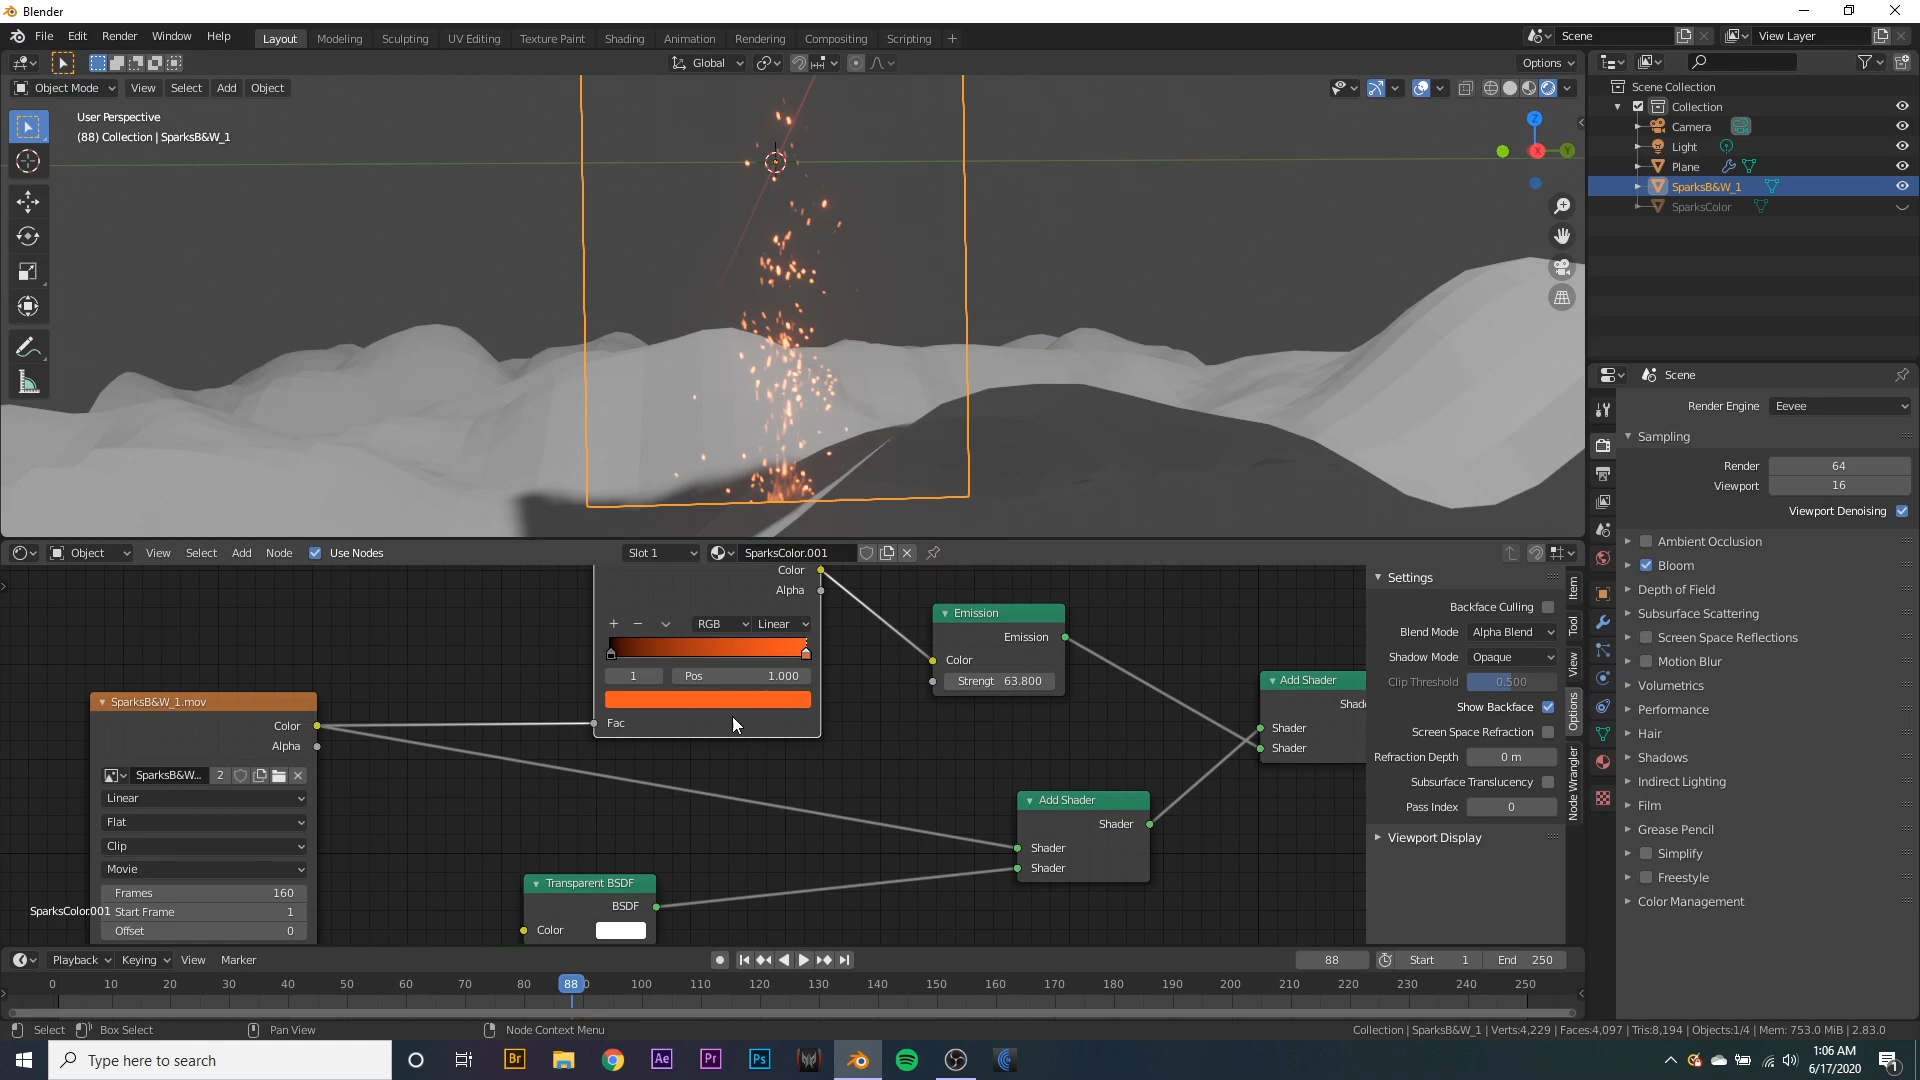 Blender
File Edit Render Window Help Layout Modeling Sculpting UV Editing Texture Paint Shading Animation Rendering Compositing Scripting + Scene View Layer
Global Options
Object Mode View Select Add Object
User Perspective
(88) Collection | SparksB&W_1
Z
X
Y
Scene Collection
Collection
Camera
Light
Plane
SparksB&W_1
SparksColor
Scene
Render Engine Eevee
Sampling
Render 64
Viewport 16
Viewport Denoising
Ambient Occlusion
Bloom
Depth of Field
Subsurface Scattering
Screen Space Reflections
Motion Blur
Volumetrics
Performance
Hair
Shadows
Indirect Lighting
Film
Grease Pencil
Simplify
Freestyle
Color Management
Object View Select Add Node Use Nodes Slot 1 SparksColor.001
Color
Alpha
+ − RGB Linear
1 Pos 1.000
Fac
SparksB&W_1.mov
Color
Alpha
SparksB&W... 2
Linear
Flat
Clip
Movie
Frames 160
Start Frame 1
Offset 0
SparksColor.001
Emission
Emission
Color
Strengt 63.800
Add Shader
Shade
Shader
Shader
Add Shader
Shader
Shader
Shader
Transparent BSDF
BSDF
Color
Settings
Backface Culling
Blend Mode Alpha Blend
Shadow Mode Opaque
Clip Threshold 0.500
Show Backface
Screen Space Refraction
Refraction Depth 0 m
Subsurface Translucency
Pass Index 0
Viewport Display
Item
Tool
View
Options
Node Wrangler
Playback Keying View Marker 88 Start 1 End 250
0 10 20 30 40 50 60 70 80 88 0 100 110 120 130 140 150 160 170 180 190 200 210 220 230 240 250
Select Box Select Pan View Node Context Menu Collection | SparksB&W_1 | Verts:4,229 | Faces:4,097 | Tris:8,194 | Objects:1/4 | Mem: 753.0 MiB | 2.83.0
Type here to search
Br
Ae
Pr
Ps
1:06 AM
6/17/2020
1